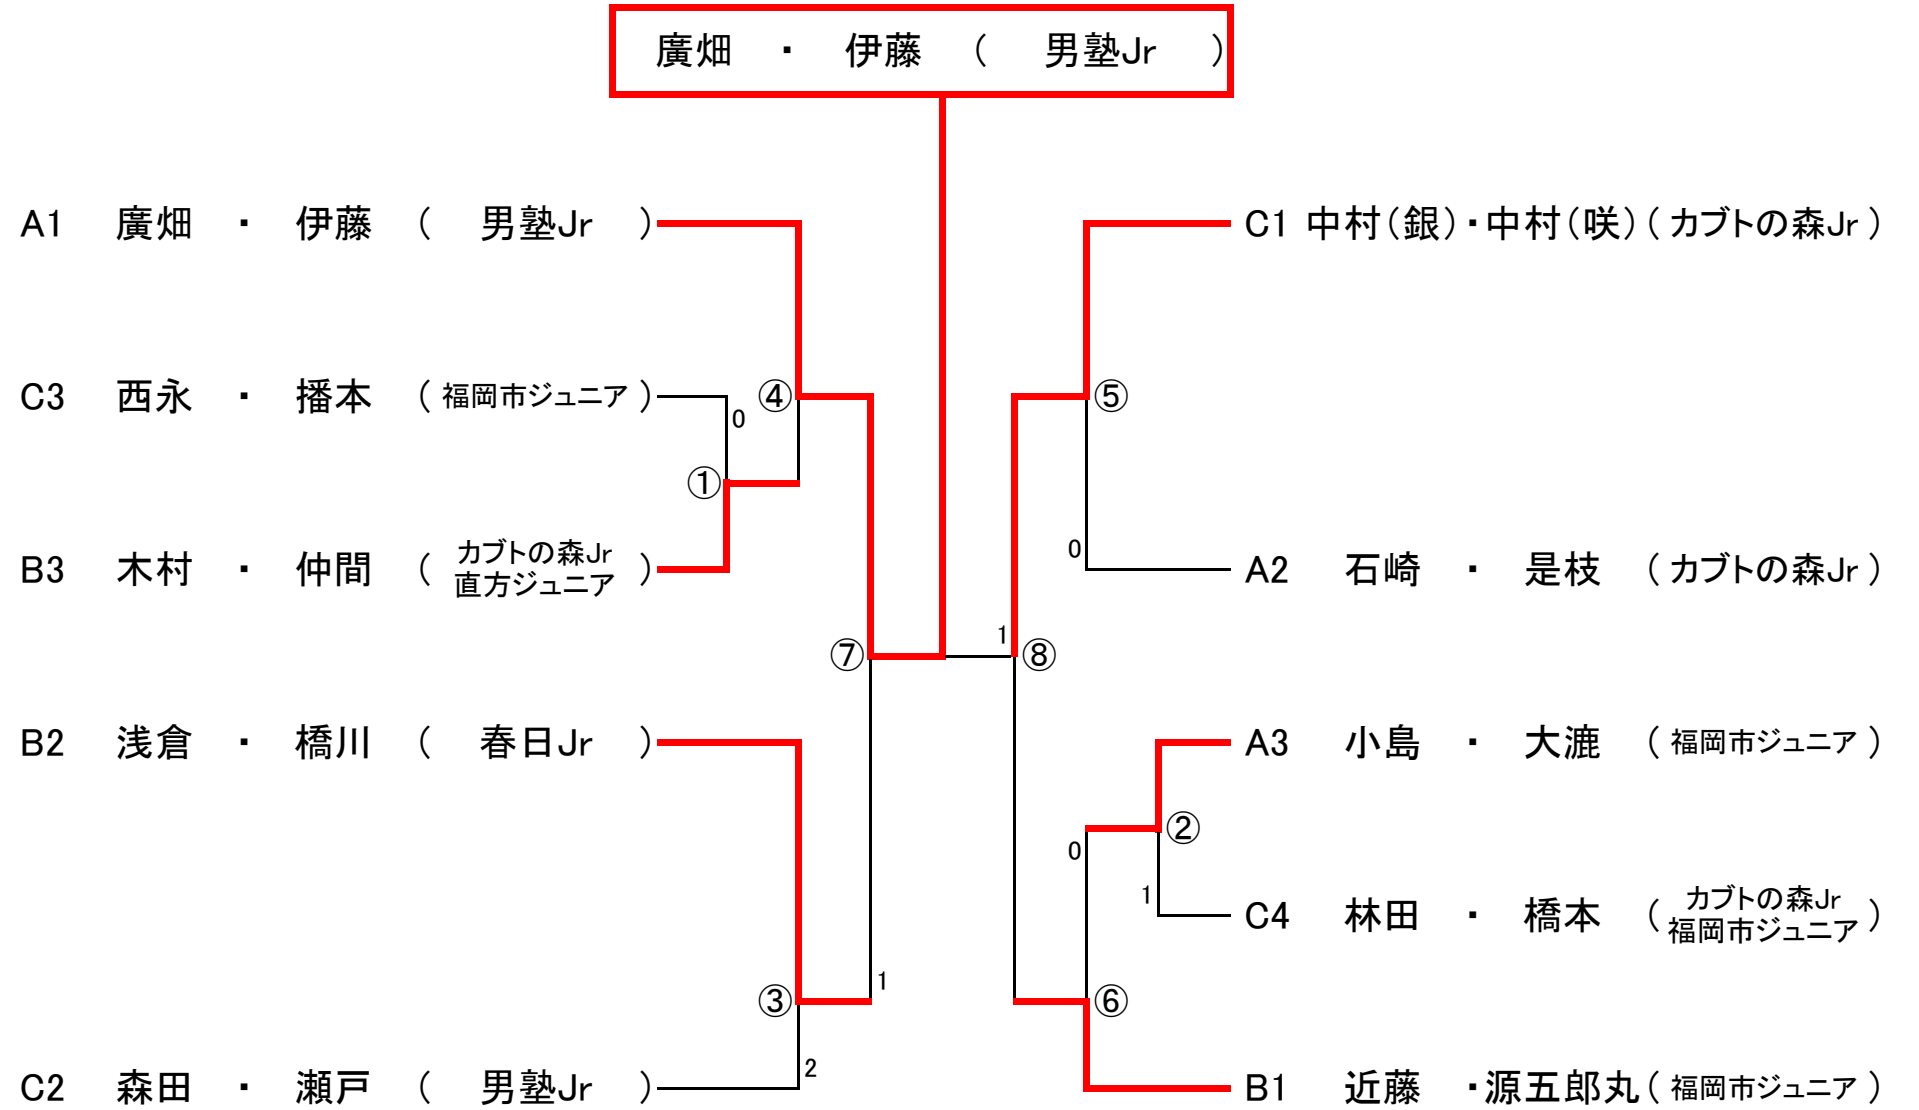 廣畑 ・ 伊藤 ( 男塾Jr )
A1 廣畑 ・ 伊藤 ( 男塾Jr )
C1 中村(銀)・中村(咲)( カブトの森Jr )
C3 西永 ・ 播本 ( 福岡市ジュニア )
0
④
⑤
①
B3 木村 ・ 仲間 ( カブトの森Jr
直方ジュニア )
0
A2 石崎 ・ 是枝 ( カブトの森Jr )
⑦
1
⑧
B2 浅倉 ・ 橋川 ( 春日Jr )
A3 小島 ・ 大漉 ( 福岡市ジュニア )
②
0
1
C4 林田 ・ 橋本 ( カブトの森Jr
福岡市ジュニア )
③
1
⑥
C2 森田 ・ 瀬戸 ( 男塾Jr )
2
B1 近藤 ・源五郎丸( 福岡市ジュニア )